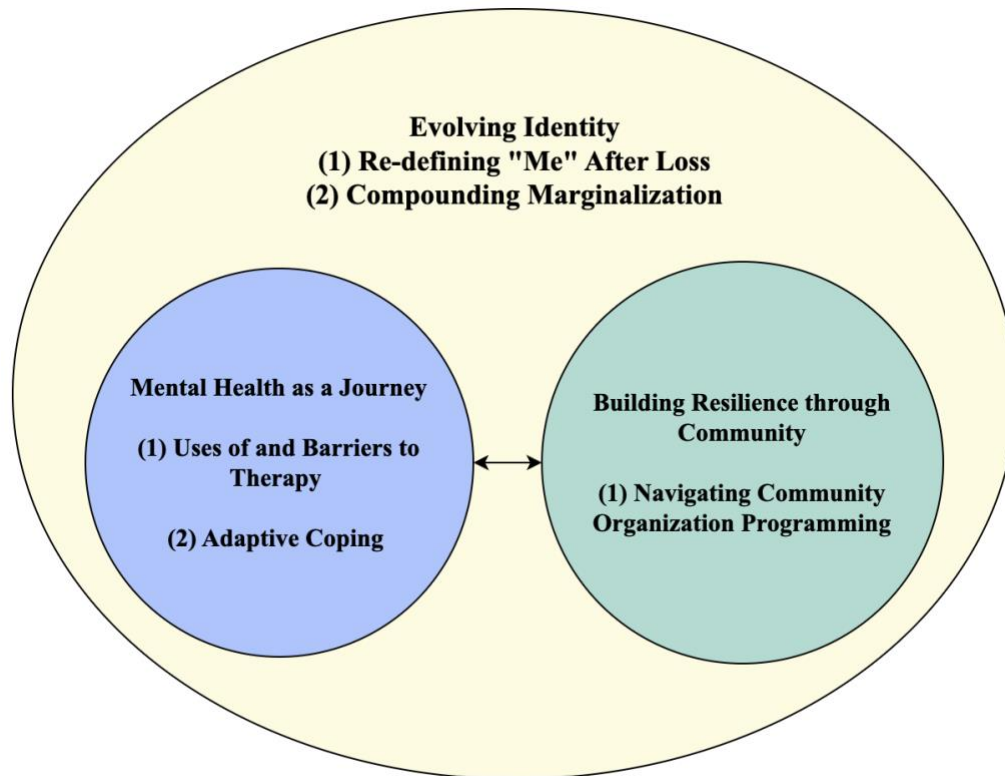 Evolving Identity
(1) Re-defining "Me" After Loss
(2) Compounding Marginalization
Mental Health as a Journey
(1) Uses of and Barriers to
Therapy
(2) Adaptive Coping
Building Resilience through
Community
(1) Navigating Community
Organization Programming